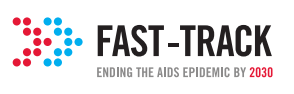 FAST-TRACK
ENDING THE AIDS EPIDEMIC BY 2030